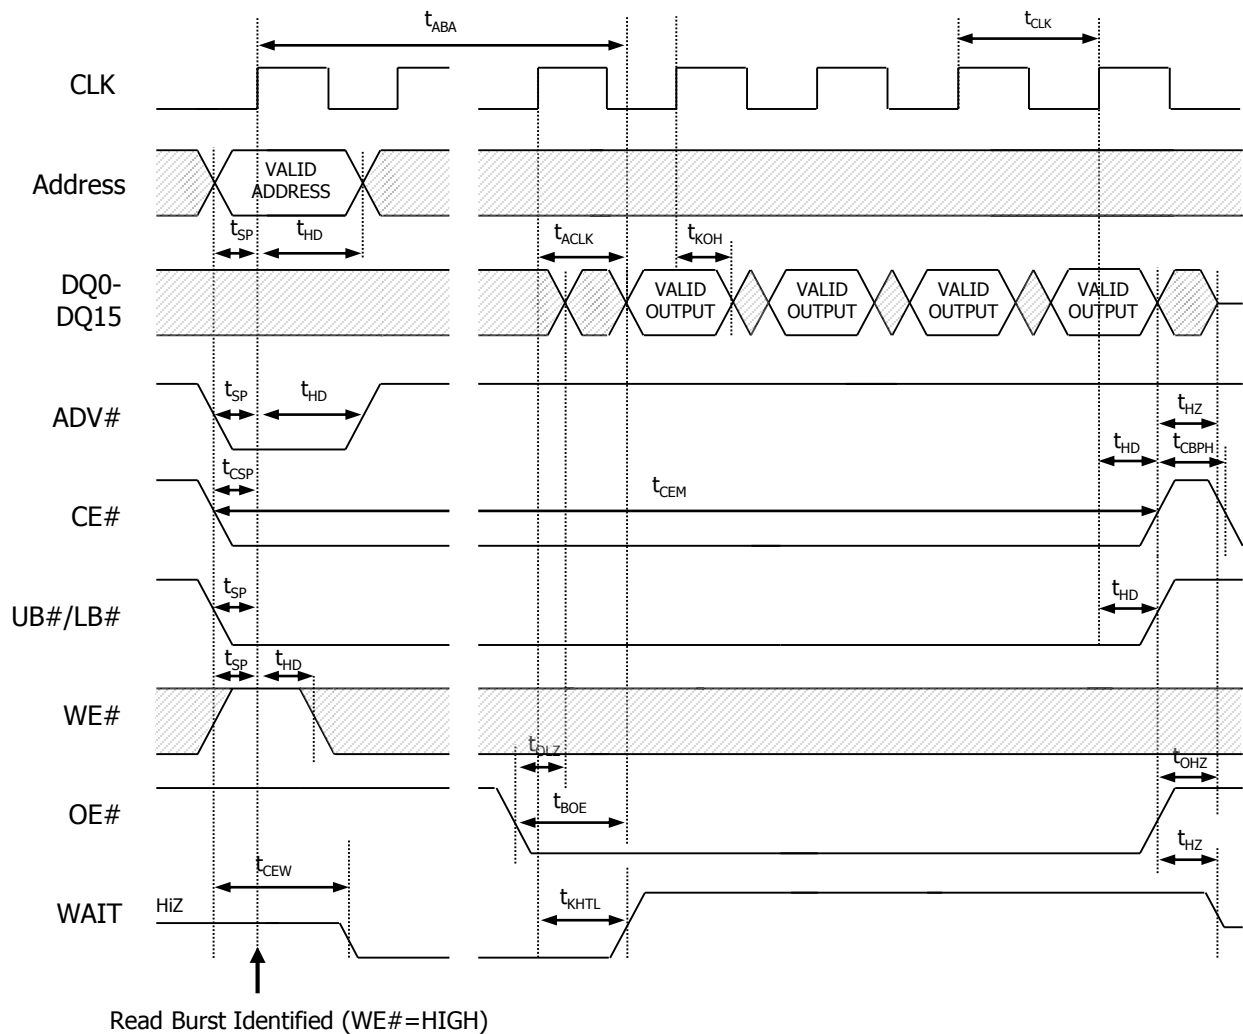 tABA
tCLK
CLK
Address
VALID
ADDRESS
tSP
tHD
tACLK
tKOH
DQ0-
DQ15
VALID
OUTPUT
VALID
OUTPUT
VALID
OUTPUT
VALID
OUTPUT
ADV#
tSP
tHD
tHZ
tHD
tCBPH
CE#
tCSP
tCEM
UB#/LB#
tSP
tHD
tSP
tHD
WE#
tOLZ
tOHZ
OE#
tBOE
tHZ
tCEW
WAIT
HiZ
tKHTL
Read Burst Identified (WE#=HIGH)